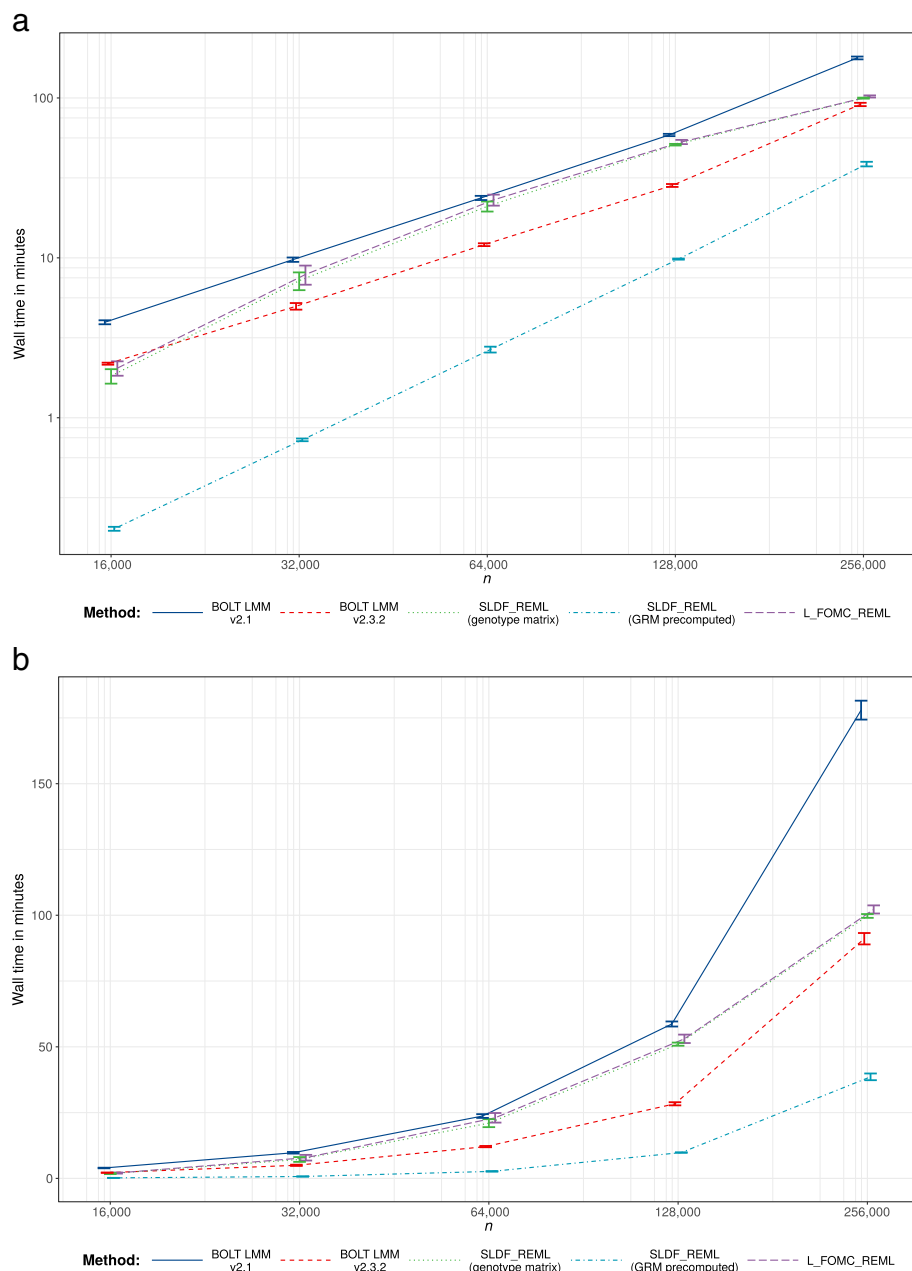 a
100
10
1
Wall time in minutes
16,000 32,000 64,000 128,000 256,000
n
Method: BOLT LMM v2.1 BOLT LMM v2.3.2 SLDF_REML (genotype matrix) SLDF_REML (GRM precomputed) L_FOMC_REML
b
150
100
50
0
Wall time in minutes
16,000 32,000 64,000 128,000 256,000
n
Method: BOLT LMM v2.1 BOLT LMM v2.3.2 SLDF_REML (genotype matrix) SLDF_REML (GRM precomputed) L_FOMC_REML